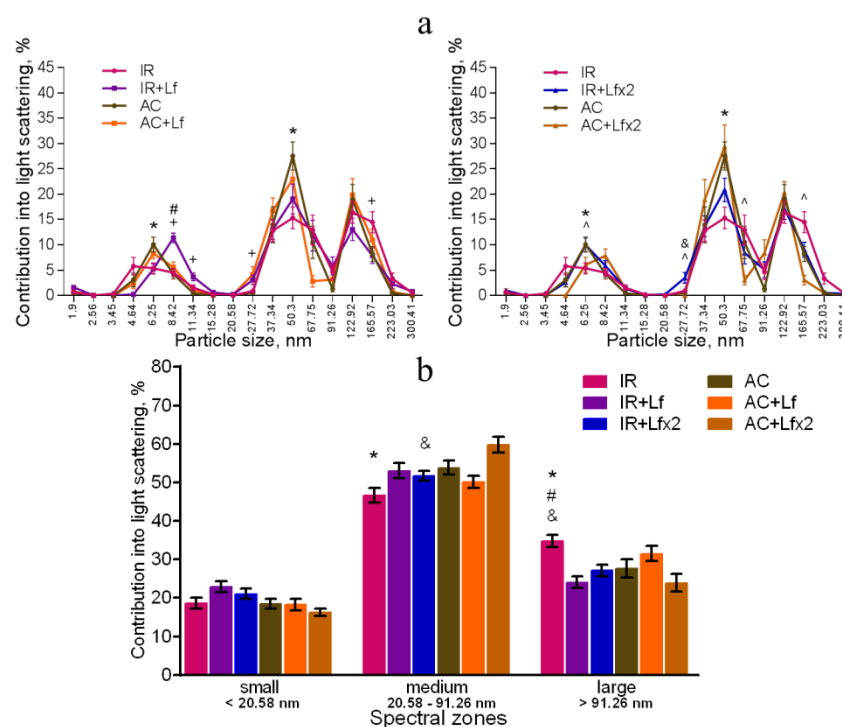 a
Contribution into light scattering, %
45
40
35
30
25
20
15
10
5
0
IR
IR+Lf
AC
AC+Lf
*
#
+
+
+
*
+
1.9
2.56
3.45
4.64
6.25
8.42
11.34
15.28
20.58
27.72
37.34
50.3
67.75
91.26
122.92
165.57
223.03
300.41
Particle size, nm
Contribution into light scattering, %
45
40
35
30
25
20
15
10
5
0
IR
IR+Lfx2
AC
AC+Lfx2
*
^
&
^
*
^
^
1.9
2.56
3.45
4.64
6.25
8.42
11.34
15.28
20.58
27.72
37.34
50.3
67.75
91.26
122.92
165.57
223.03
Particle size, nm
b
Contribution into light scattering, %
80
70
60
50
40
30
20
10
0
IR
IR+Lf
IR+Lfx2
AC
AC+Lf
AC+Lfx2
*
&
*
#
&
small
< 20.58 nm
medium
20.58 - 91.26 nm
large
> 91.26 nm
Spectral zones